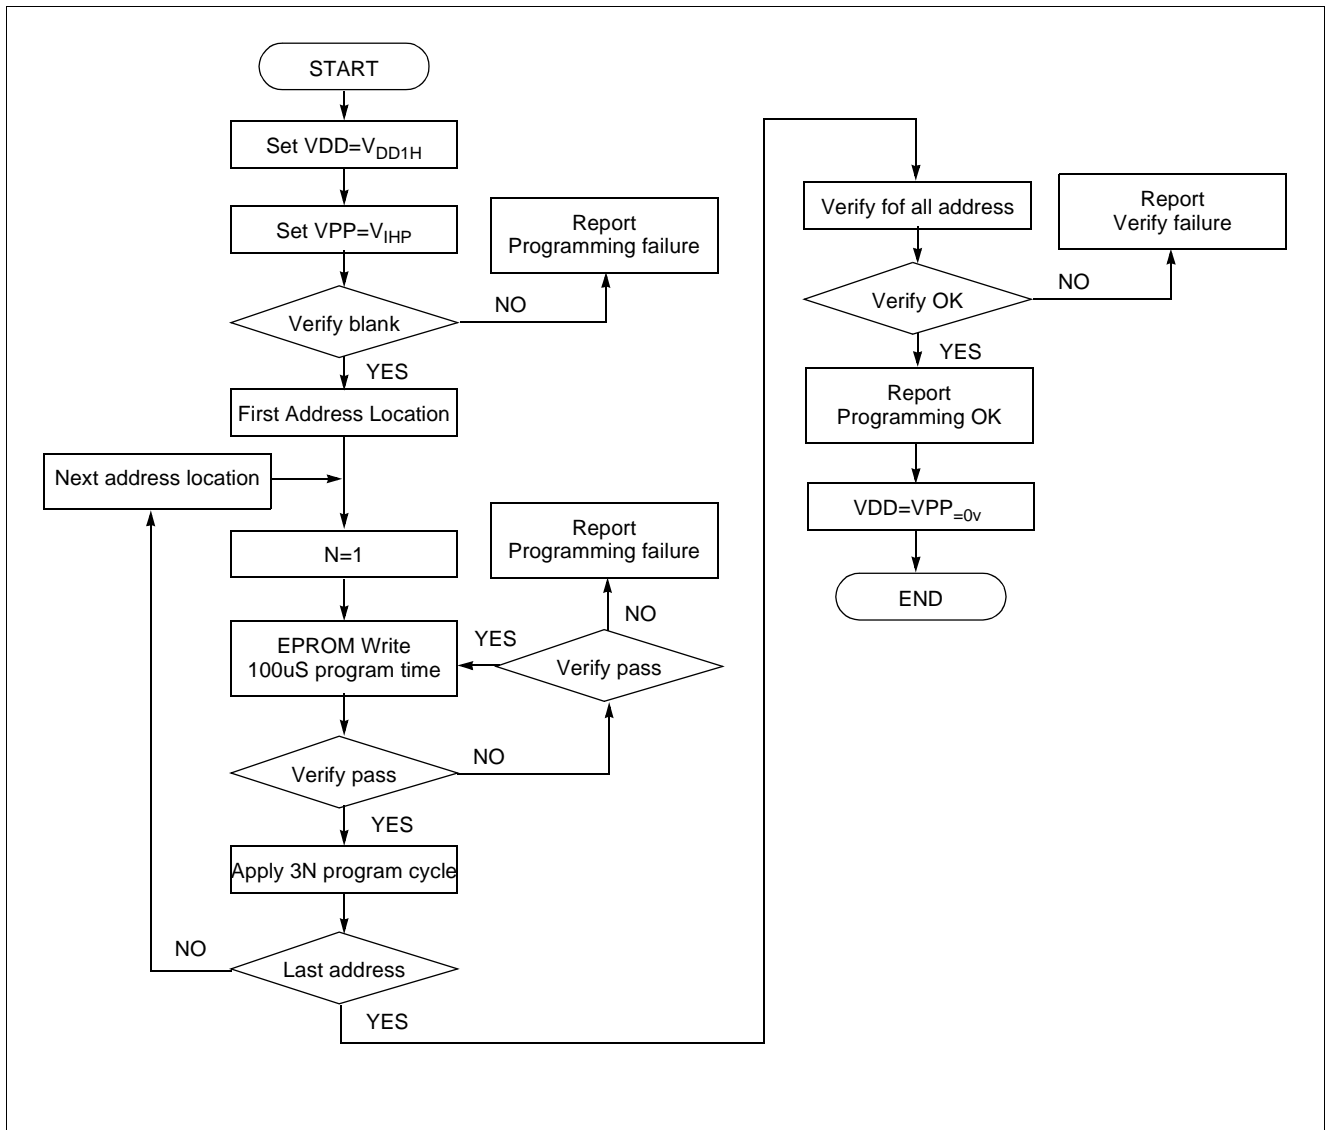 START
Set VDD=VDD1H
Set VPP=VIHP
Report
Programming failure
NO
Verify blank
YES
First Address Location
Next address location
N=1
Report
Programming failure
NO
YES
EPROM Write
100uS program time
Verify pass
NO
Verify pass
YES
Apply 3N program cycle
NO
Last address
YES
Verify fof all address
Report
Verify failure
NO
Verify OK
YES
Report
Programming OK
VDD=VPP=0v
END